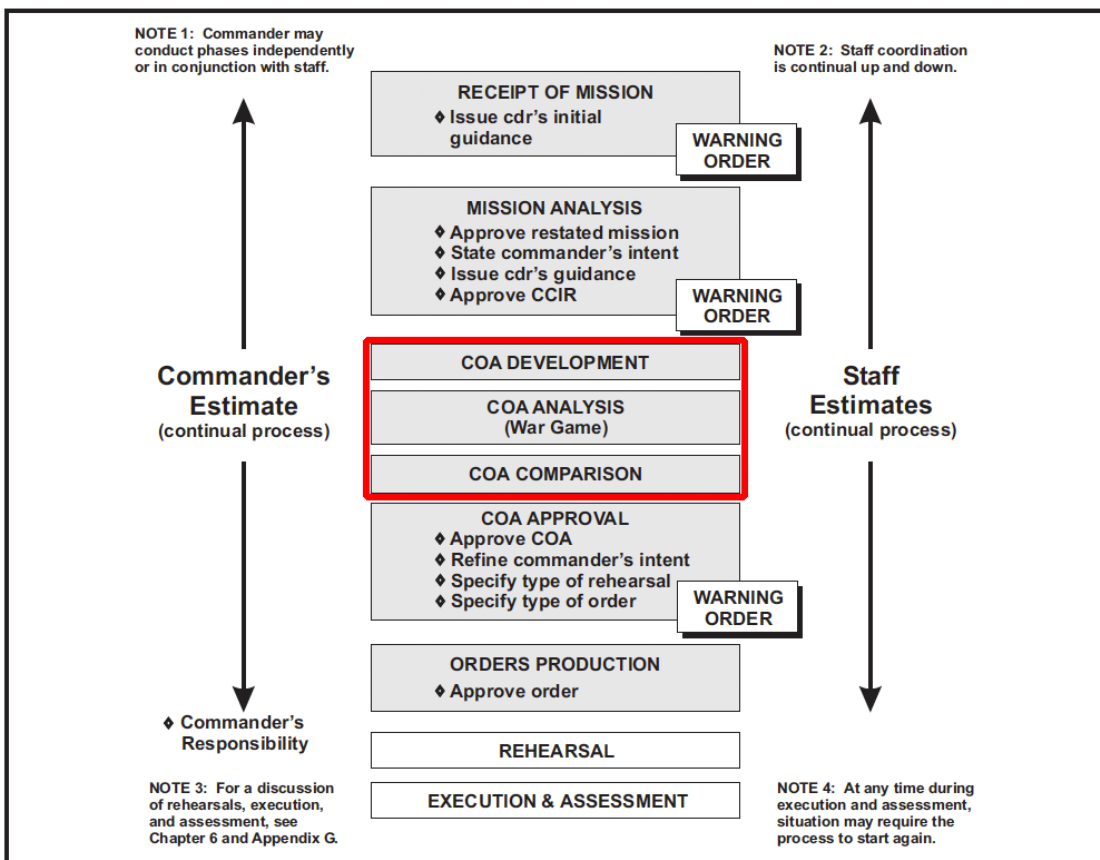 NOTE 1: Commander may
conduct phases independently
or in conjunction with staff.
NOTE 2: Staff coordination
is continual up and down.
RECEIPT OF MISSION
♦ Issue cdr's initial
guidance
WARNING
ORDER
MISSION ANALYSIS
♦ Approve restated mission
♦ State commander's intent
♦ Issue cdr's guidance
♦ Approve CCIR
WARNING
ORDER
Commander's
Estimate
(continual process)
COA DEVELOPMENT
COA ANALYSIS
(War Game)
COA COMPARISON
Staff
Estimates
(continual process)
COA APPROVAL
♦ Approve COA
♦ Refine commander's intent
♦ Specify type of rehearsal
♦ Specify type of order
WARNING
ORDER
ORDERS PRODUCTION
♦ Approve order
♦ Commander's
Responsibility
REHEARSAL
EXECUTION & ASSESSMENT
NOTE 3: For a discussion
of rehearsals, execution,
and assessment, see
Chapter 6 and Appendix G.
NOTE 4: At any time during
execution and assessment,
situation may require the
process to start again.